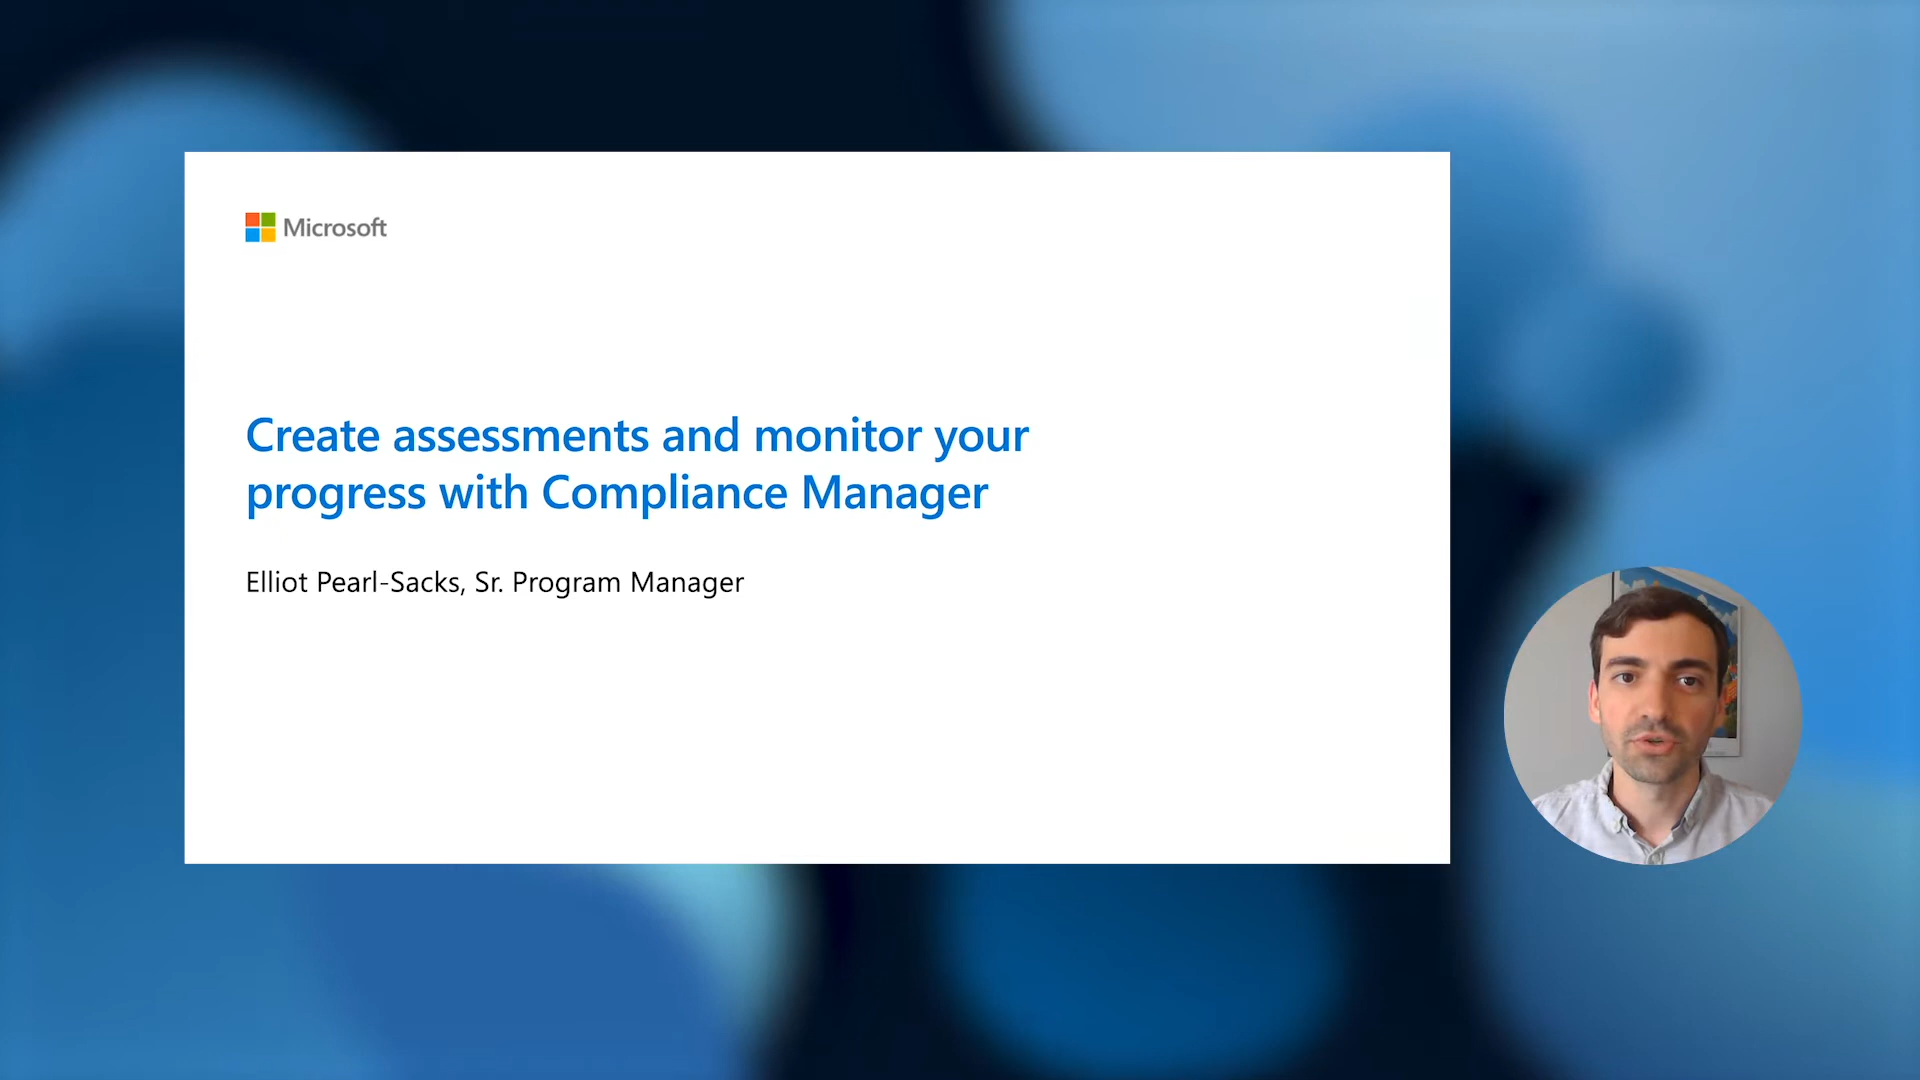 Microsoft
Create assessments and monitor your
progress with Compliance Manager
Elliot Pearl-Sacks, Sr. Program Manager